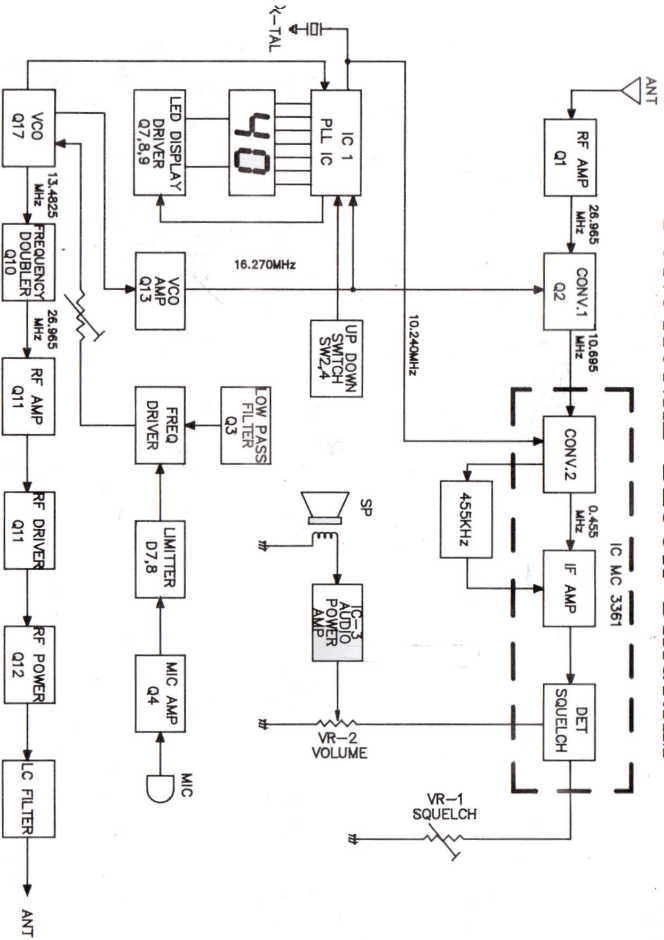 ANT
RF AMP
Q1
26.965
MHz
CONV.1
Q2
10.695
MHz
IC MC 3361
CONV.2
0.455
MHz
IF AMP
455KHz
DET
SQUELCH
VR-1
SQUELCH
X-TAL
IC 1
PLL IC
40
LED DISPLAY
DRIVER
Q7,8,9
10.240MHz
16.270MHz
UP DOWN
SWITCH
SW2,4
VCO
AMP
Q13
SP
IC-3
AUDIO
POWER
AMP
VR-2
VOLUME
LOW PASS
FILTER
Q3
FREQ
DRIVER
LIMITTER
D7,8
MIC AMP
Q4
MIC
VCO
Q17
13.4825
MHz
FREQUENCY
DOUBLER
Q10
26.965
MHz
RF AMP
Q11
RF DRIVER
Q11
RF POWER
Q12
LC FILTER
ANT